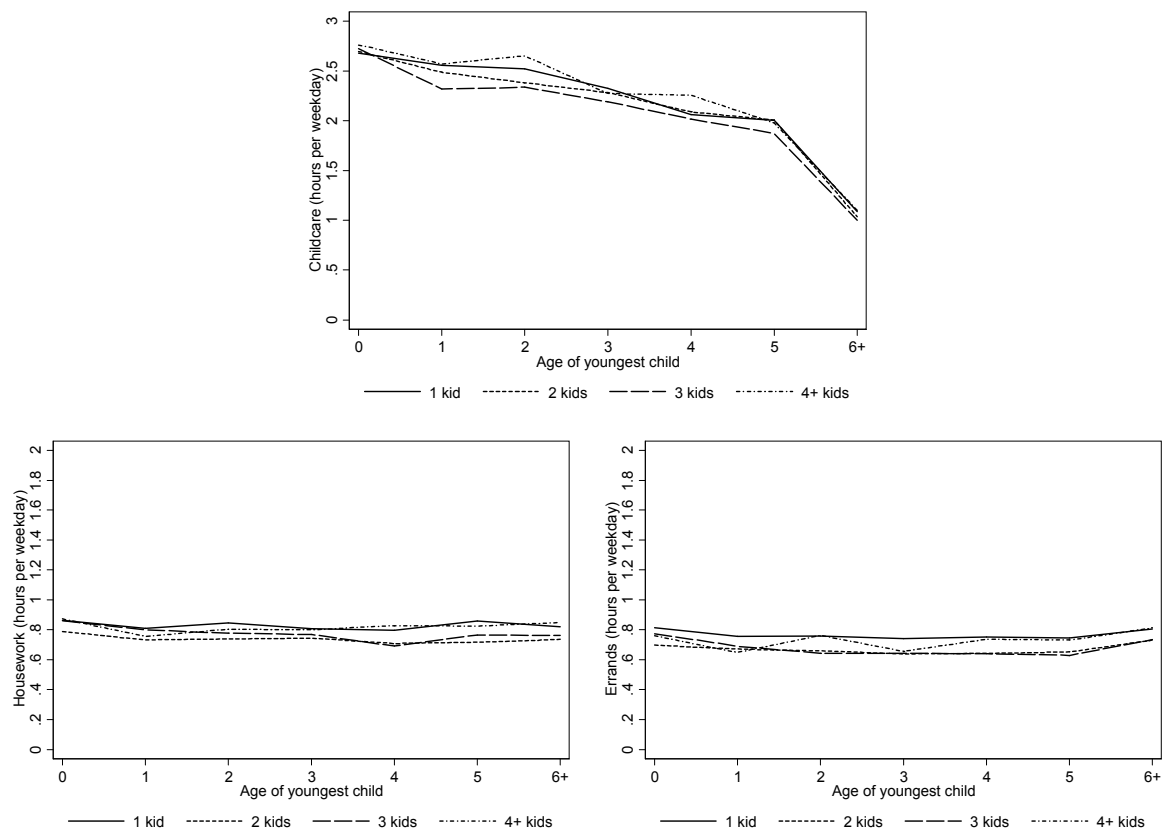 Childcare (hours per weekday)
3
2.5
2
1.5
1
.5
0
0 1 2 3 4 5 6+
Age of youngest child
1 kid 2 kids 3 kids 4+ kids
Housework (hours per weekday)
2
1.8
1.6
1.4
1.2
1
.8
.6
.4
.2
0
0 1 2 3 4 5 6+
Age of youngest child
1 kid 2 kids 3 kids 4+ kids
Errands (hours per weekday)
2
1.8
1.6
1.4
1.2
1
.8
.6
.4
.2
0
0 1 2 3 4 5 6+
Age of youngest child
1 kid 2 kids 3 kids 4+ kids